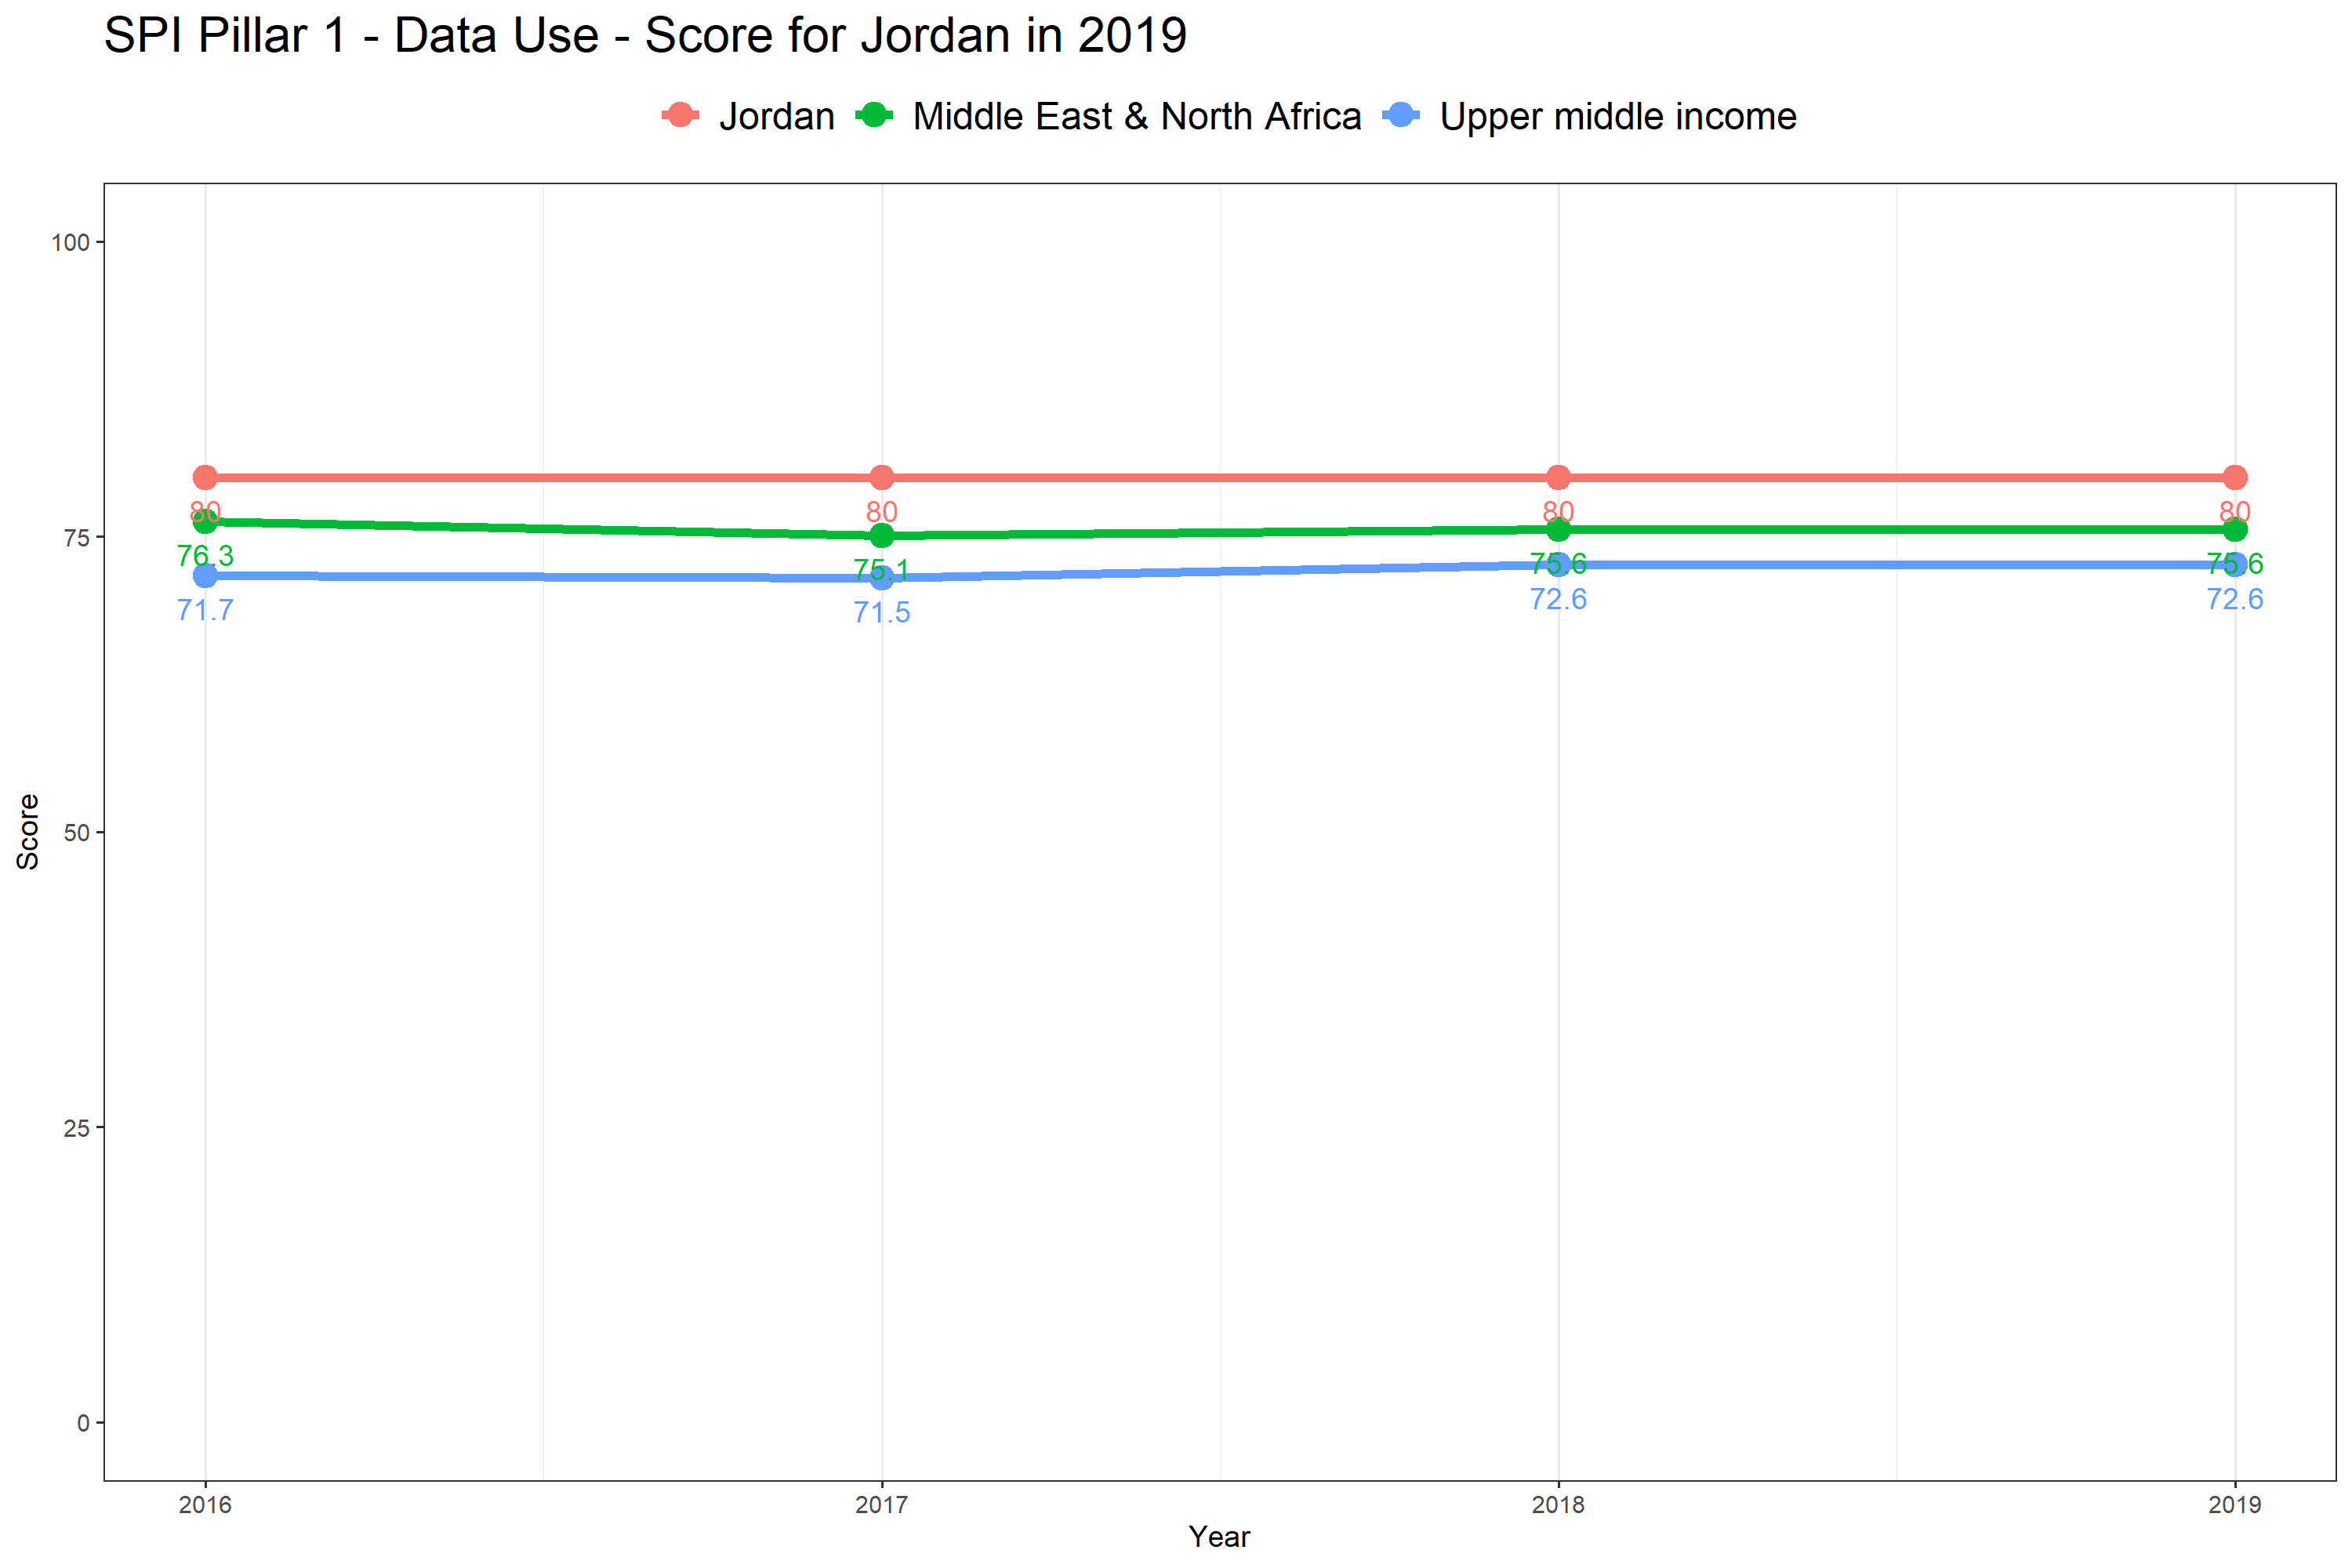 SPI Pillar 1 - Data Use - Score for Jordan in 2019
Jordan Middle East & North Africa Upper middle income
100
75
50
25
0
Score
80 80 80 80
76.3 75.1 75.6 75.6
71.7 71.5 72.6 72.6
2016 2017 2018 2019
Year